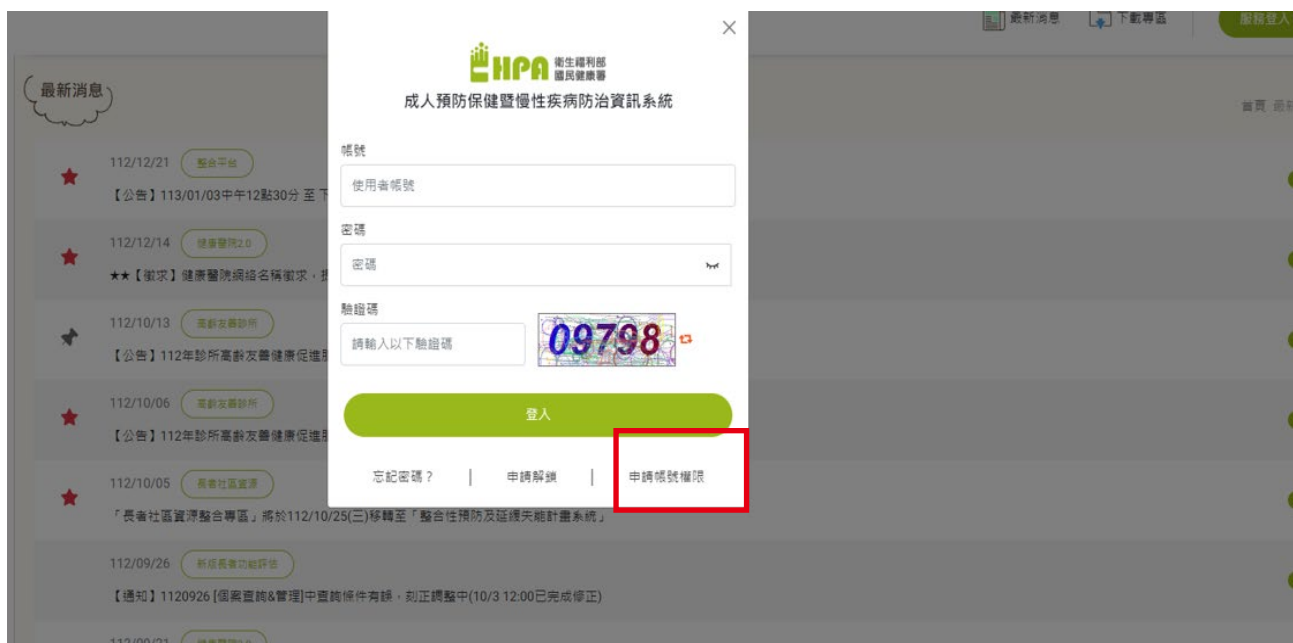 最新消息
下載專區
服務登入
最新消息
首頁 最新
HPA 衛生福利部
國民健康署
成人預防保健暨慢性疾病防治資訊系統
帳號
使用者帳號
密碼
密碼
驗證碼
請輸入以下驗證碼
09798
登入
忘記密碼？ | 申請解鎖 | 申請帳號權限
112/12/21 整合平台
【公告】113/01/03中午12點30分 至 下
112/12/14 健康醫院2.0
★★【徵求】健康醫院網絡名稱徵求，
112/10/13 高齡友善診所
【公告】112年診所高齡友善健康促進
112/10/06 高齡友善診所
【公告】112年診所高齡友善健康促進
112/10/05 長者社區資源
「長者社區資源整合專區」將於112/10/25(三)移轉至「整合性預防及延緩失能計畫系統」
112/09/26 新版長者功能評估
【通知】1120926 [個案查詢&管理]中查詢條件有誤，刻正調整中(10/3 12:00已完成修正)
112/09/21